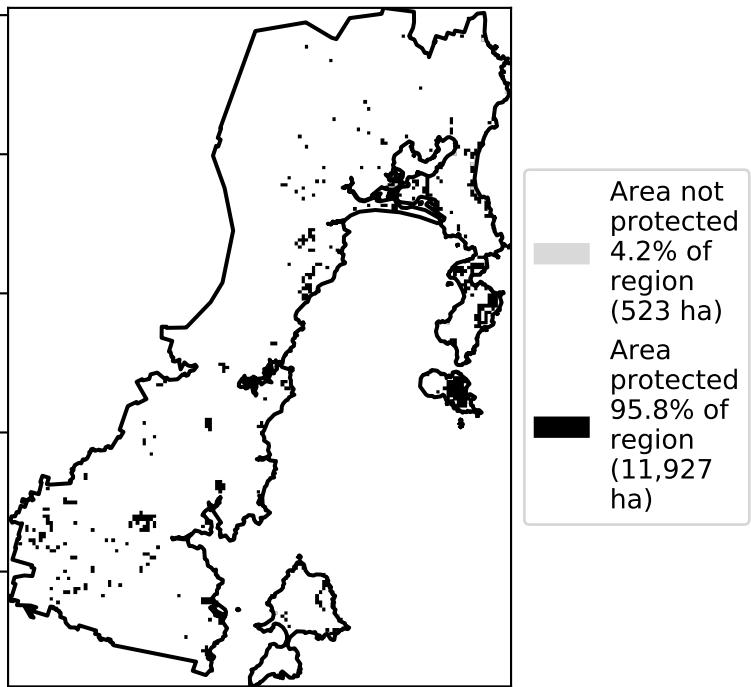 Area not
protected
4.2% of
region
(523 ha)
Area
protected
95.8% of
region
(11,927
ha)